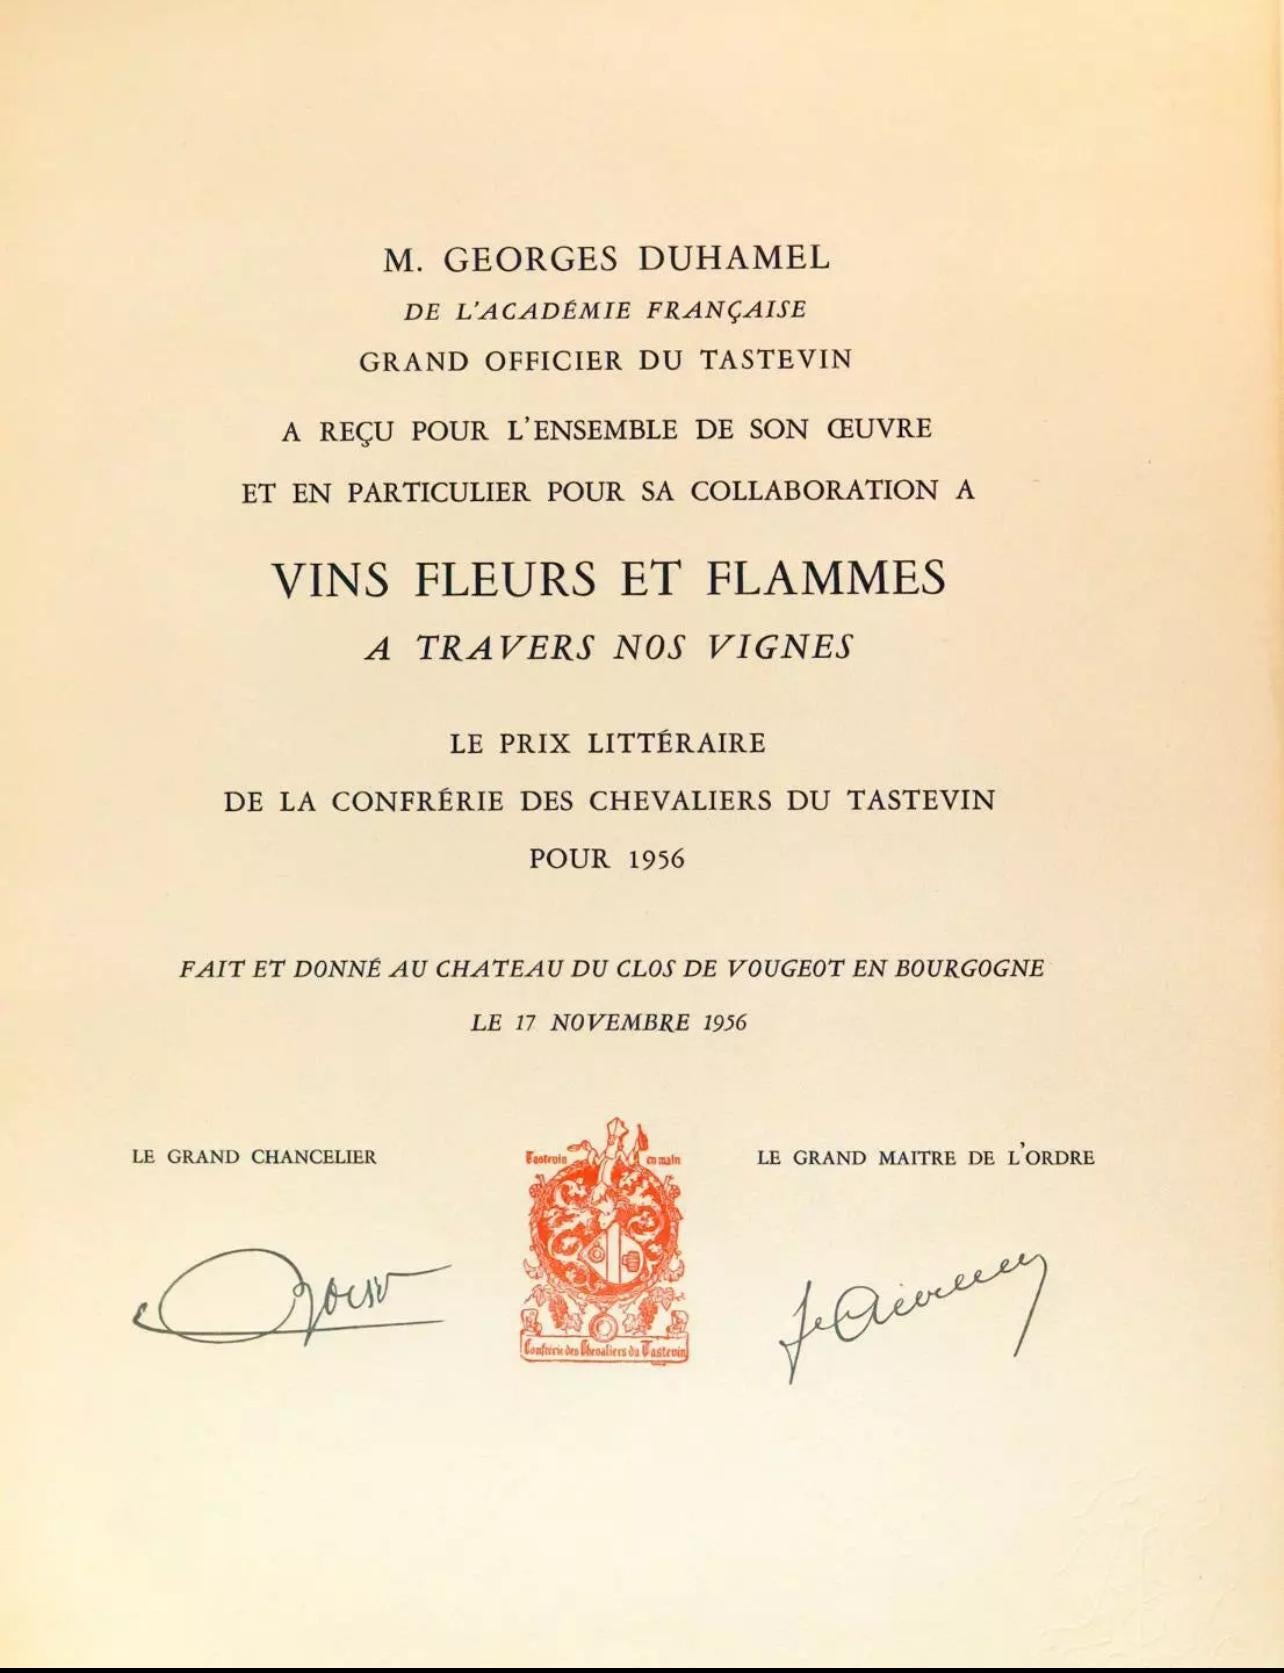 M. GEORGES DUHAMEL
DE L'ACADÉMIE FRANÇAISE
GRAND OFFICIER DU TASTEVIN
A REÇU POUR L'ENSEMBLE DE SON ŒUVRE
ET EN PARTICULIER POUR SA COLLABORATION A
VINS FLEURS ET FLAMMES
A TRAVERS NOS VIGNES
LE PRIX LITTÉRAIRE
DE LA CONFRÉRIE DES CHEVALIERS DU TASTEVIN
POUR 1956
FAIT ET DONNÉ AU CHATEAU DU CLOS DE VOUGEOT EN BOURGOGNE
LE 17 NOVEMBRE 1956
LE GRAND CHANCELIER
Tastevin en main
LE GRAND MAITRE DE L'ORDRE
Confrérie des Chevaliers du Tastevin